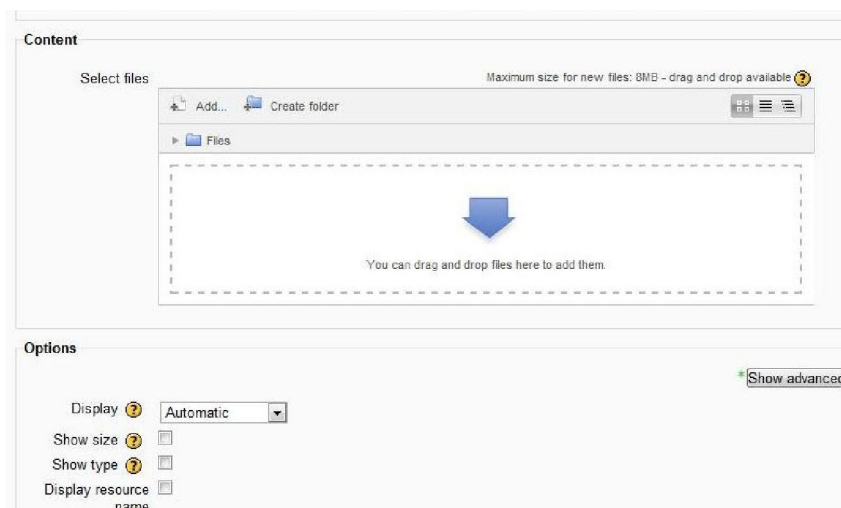 Content
Select files
Maximum size for new files: 8MB - drag and drop available
Add... Create folder
Files
You can drag and drop files here to add them.
Options
*Show advanced
Display Automatic
Show size
Show type
Display resource
name